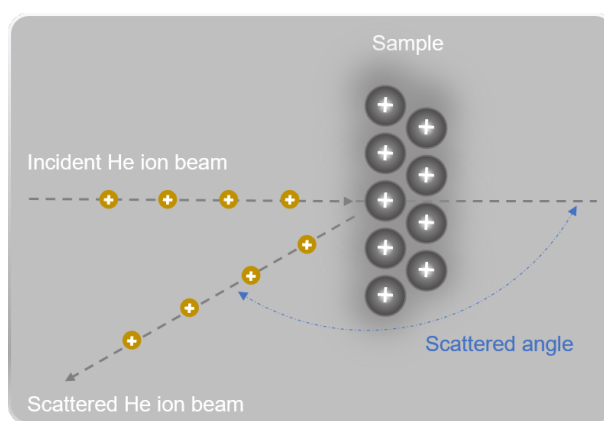 Sample
Incident He ion beam
Scattered angle
Scattered He ion beam